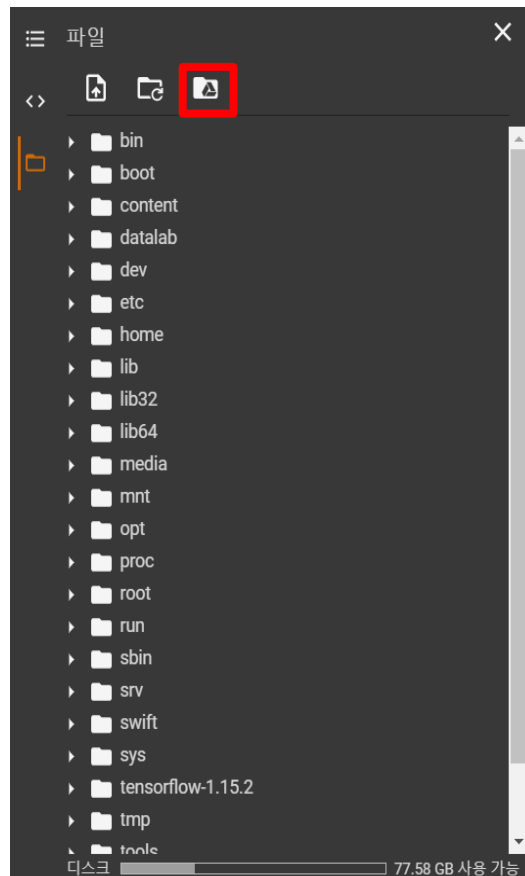 파일
bin
boot
content
datalab
dev
etc
home
lib
lib32
lib64
media
mnt
opt
proc
root
run
sbin
srv
swift
sys
tensorflow-1.15.2
tmp
tools
디스크 77.58 GB 사용 가능